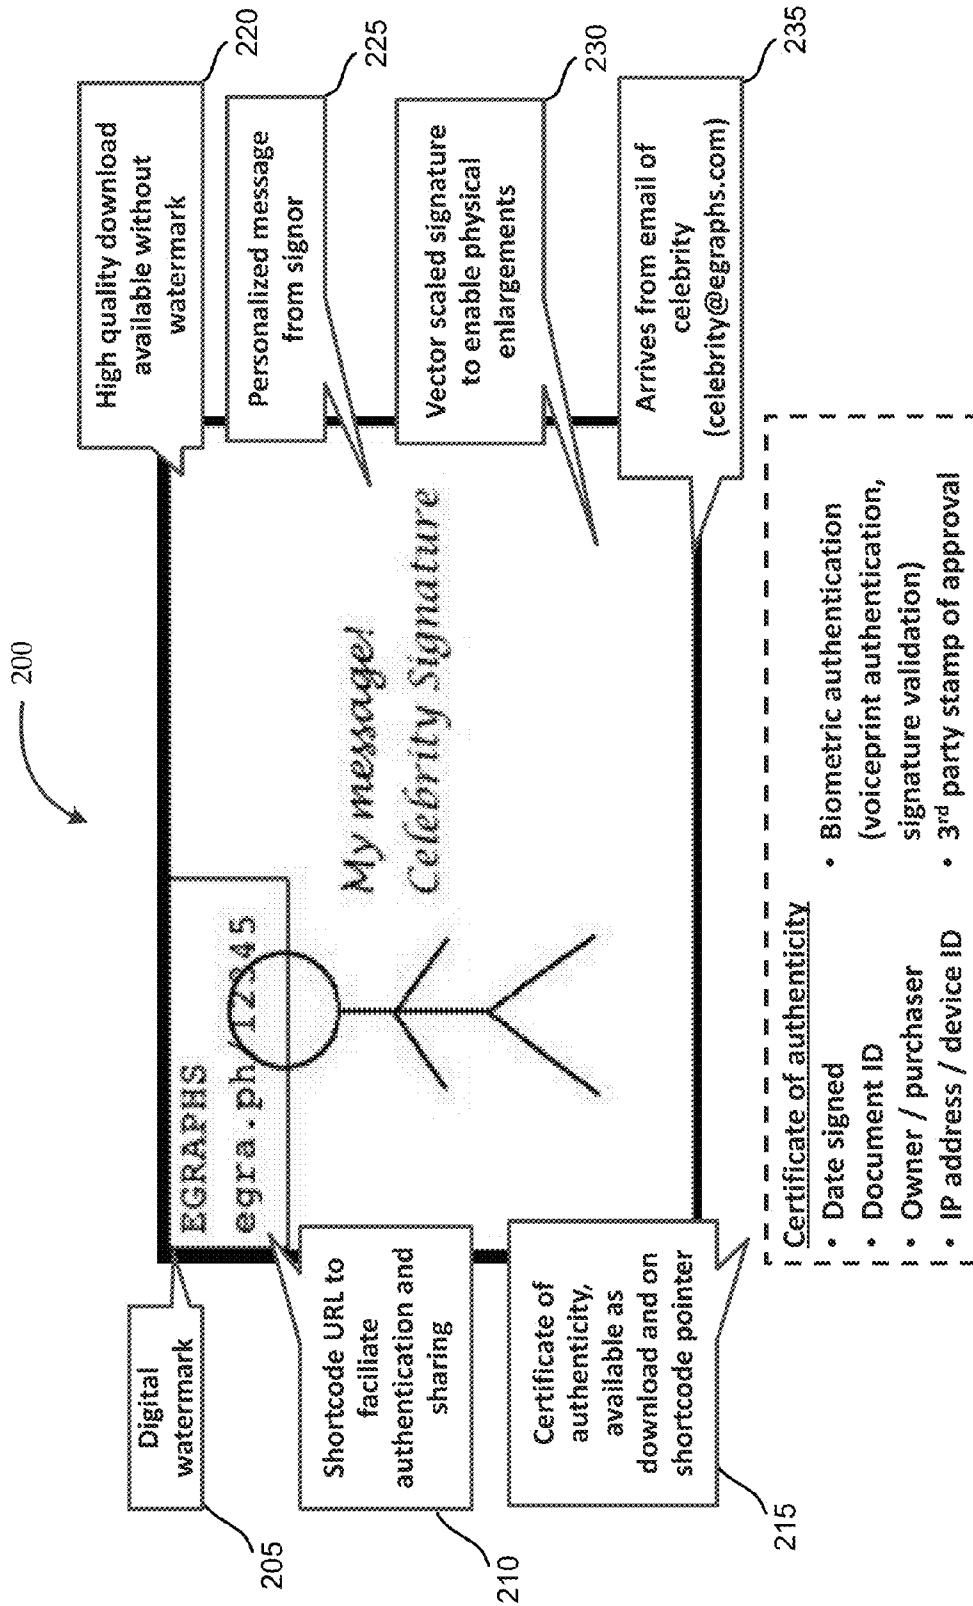 200
Digital
watermark
205
Shortcode URL to
faciliate
authentication and
sharing
210
Certificate of
authenticity,
available as
download and on
shortcode pointer
215
EGRAPHS
egra.ph/12345
My message!
Celebrity Signature
High quality download
available without
watermark
220
Personalized message
from signor
225
Vector scaled signature
to enable physical
enlargements
230
Arrives from email of
celebrity
(celebrity@egraphs.com)
235
Certificate of authenticity
• Date signed
• Document ID
• Owner / purchaser
• IP address / device ID
• Biometric authentication
(voiceprint authentication,
signature validation)
• 3rd party stamp of approval